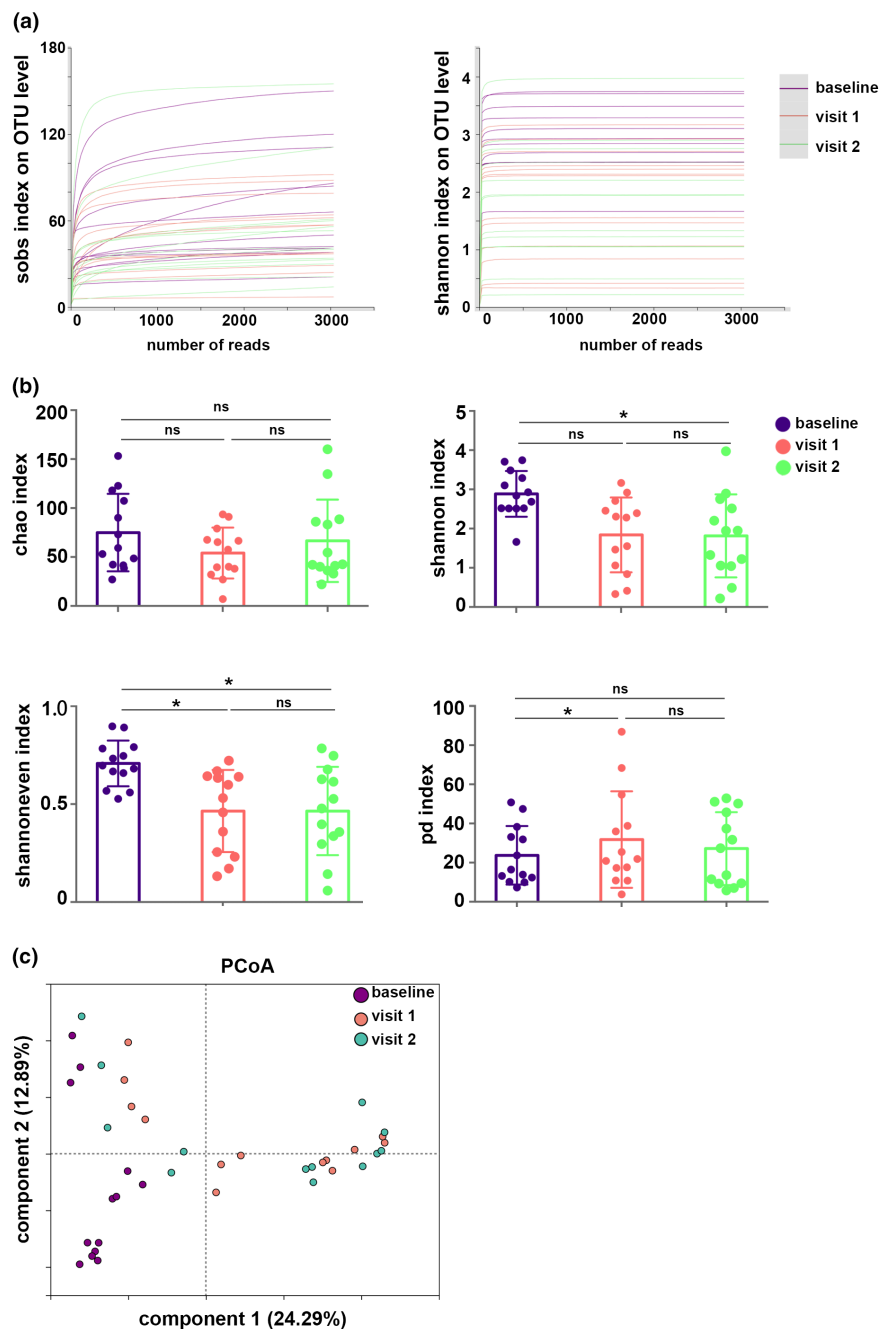 (a)
180
120
60
0
sobs index on OTU level
0 1000 2000 3000
number of reads
4
3
2
1
0
shannon index on OTU level
0 1000 2000 3000
number of reads
baseline
visit 1
visit 2
(b)
200
150
100
50
0
chao index
ns
ns ns
5
4
3
2
1
0
shannon index
*
ns ns
baseline
visit 1
visit 2
1.0
0.5
0
shannoneven index
*
* ns
100
80
60
40
20
0
pd index
ns
* ns
(c)
PCoA
baseline
visit 1
visit 2
component 2 (12.89%)
component 1 (24.29%)